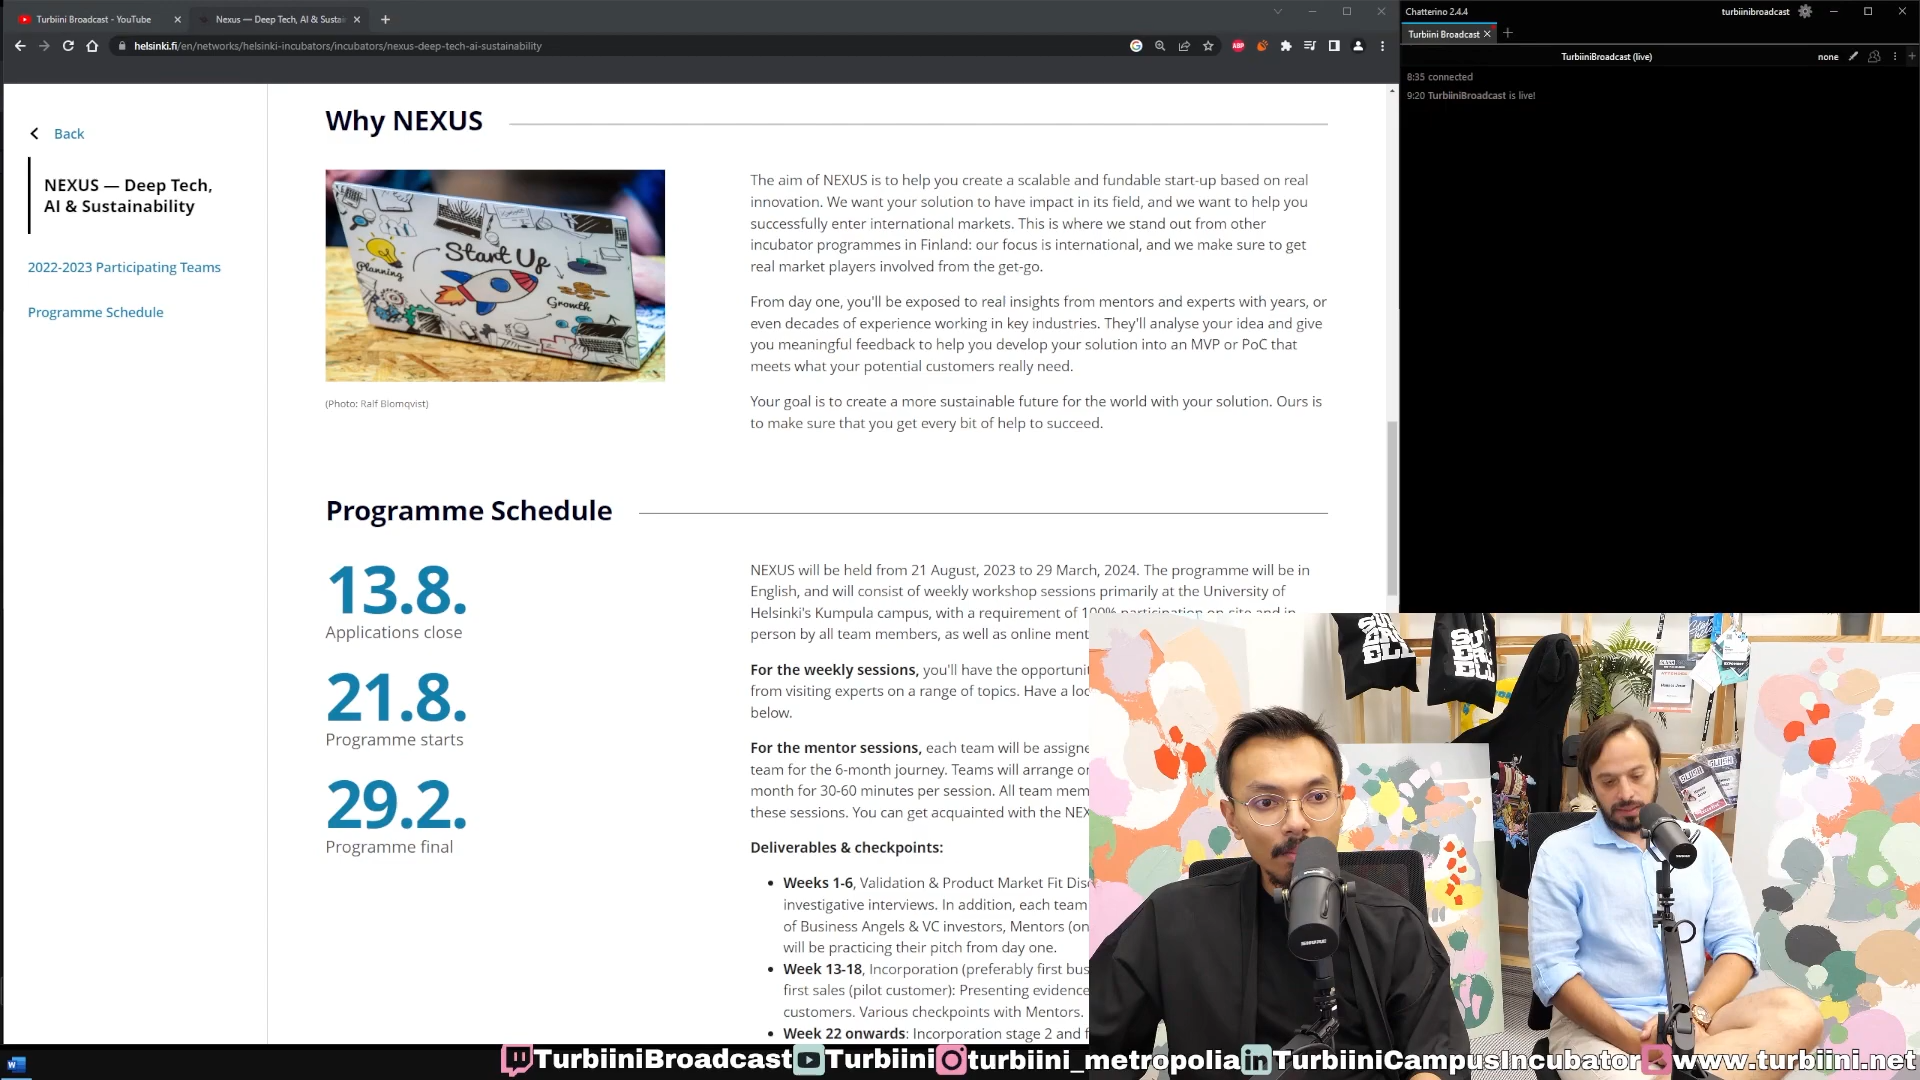 Turbiini Broadcast - YouTube
Nexus — Deep Tech, AI & Susta
helsinki.fi/en/networks/helsinki-incubators/incubators/nexus-deep-tech-ai-sustainability
ABP
Chatterino 2.4.4
turbiinibroadcast
Turbiini Broadcast
TurbiiniBroadcast (live)
none
8:35 connected
9:20 TurbiiniBroadcast is live!
Back
NEXUS — Deep Tech,
AI & Sustainability
2022-2023 Participating Teams
Programme Schedule
Why NEXUS
Start Up
Planning
Growth
(Photo: Ralf Blomqvist)
The aim of NEXUS is to help you create a scalable and fundable start-up based on real
innovation. We want your solution to have impact in its field, and we want to help you
successfully enter international markets. This is where we stand out from other
incubator programmes in Finland: our focus is international, and we make sure to get
real market players involved from the get-go.
From day one, you'll be exposed to real insights from mentors and experts with years, or
even decades of experience working in key industries. They'll analyse your idea and give
you meaningful feedback to help you develop your solution into an MVP or PoC that
meets what your potential customers really need.
Your goal is to create a more sustainable future for the world with your solution. Ours is
to make sure that you get every bit of help to succeed.
Programme Schedule
13.8.
Applications close
21.8.
Programme starts
29.2.
Programme final
NEXUS will be held from 21 August, 2023 to 29 March, 2024. The programme will be in
English, and will consist of weekly workshop sessions primarily at the University of
Helsinki's Kumpula campus, with a requirement of 100% participation on-site and in
person by all team members, as well as online ment
For the weekly sessions, you'll have the opportunit
from visiting experts on a range of topics. Have a loo
below.
For the mentor sessions, each team will be assigne
team for the 6-month journey. Teams will arrange or
month for 30-60 minutes per session. All team mem
these sessions. You can get acquainted with the NEX
Deliverables & checkpoints:
Weeks 1-6, Validation & Product Market Fit Dis
investigative interviews. In addition, each team
of Business Angels & VC investors, Mentors (on
will be practicing their pitch from day one.
Week 13-18, Incorporation (preferably first bus
first sales (pilot customer): Presenting evidence
customers. Various checkpoints with Mentors.
Week 22 onwards: Incorporation stage 2 and f
SUPERCELL
SHURE
TurbiiniBroadcast
Turbiini
turbiini_metropolia
TurbiiniCampusIncubator
www.turbiini.net